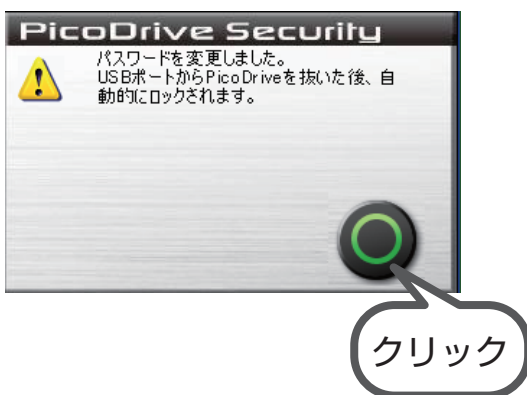 PicoDrive Security
パスワードを変更しました。
USBポートからPicoDriveを抜いた後、自
動的にロックされます。
クリック